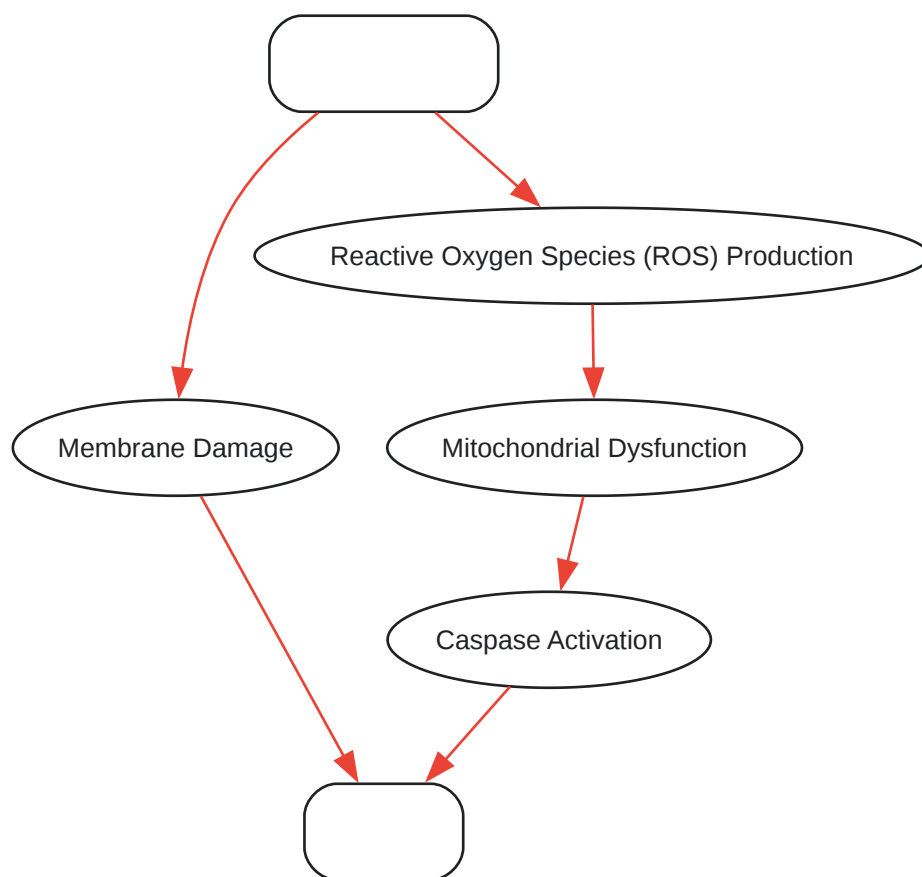 Reactive Oxygen Species (ROS) Production
Membrane Damage
Mitochondrial Dysfunction
Caspase Activation